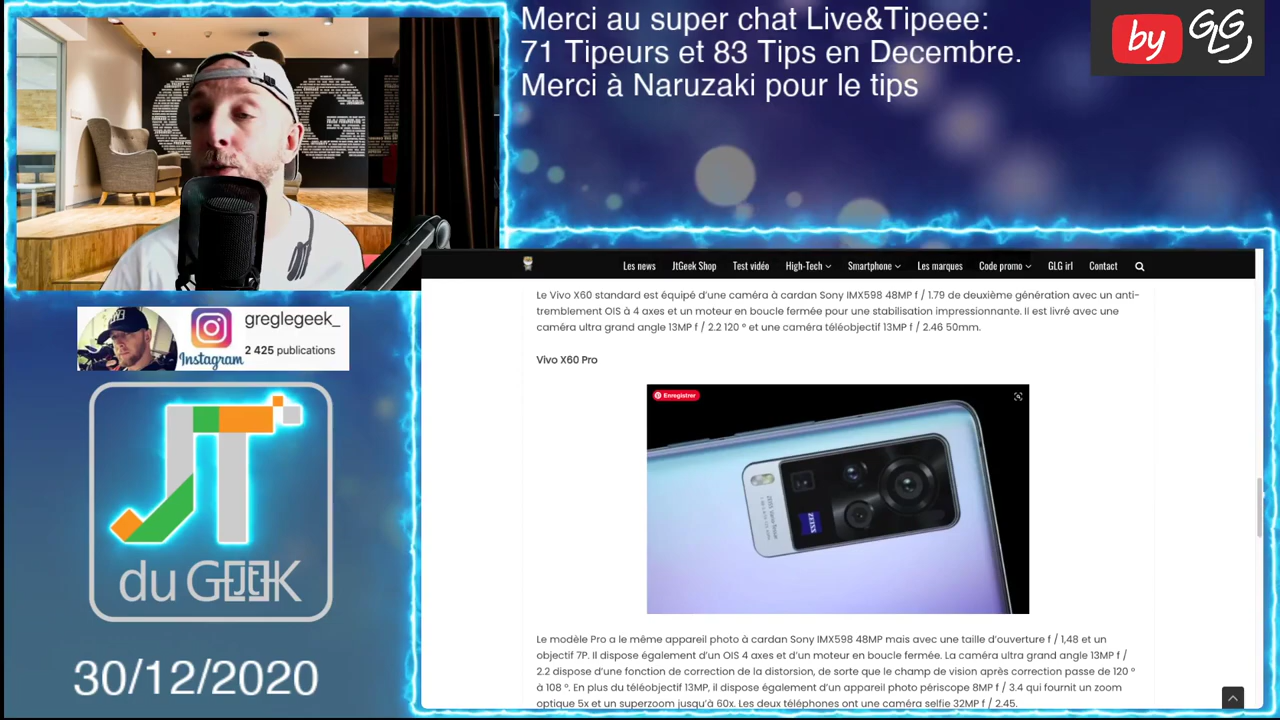 Merci au super chat Live&Tipeee:
71 Tipeurs et 83 Tips en Decembre.
Merci a Naruzaki pour le tips
by GLG
Les news JtGeek Shop Test vidéo High-Tech Smartphone Les marques Code promo GLG irl Contact
Le Vivo X60 standard est équipé d'une caméra à cardan Sony IMX598 48MP f / 1.79 de deuxième génération avec un anti-
tremblement OIS à 4 axes et un moteur en boucle fermée pour une stabilisation impressionnante. Il est livré avec une
caméra ultra grand angle 13MP f / 2.2 120 ° et une caméra téléobjectif 13MP f / 2.46 50mm.
Vivo X60 Pro
Enregistrer
ZEISS
Le modèle Pro a le même appareil photo à cardan Sony IMX598 48MP mais avec une taille d'ouverture f / 1,48 et un
objectif 7P. Il dispose également d'un OIS 4 axes et d'un moteur en boucle fermée. La caméra ultra grand angle 13MP f /
2.2 dispose d'une fonction de correction de la distorsion, de sorte que le champ de vision après correction passe de 120 °
à 108 °. En plus du téléobjectif 13MP, il dispose également d'un appareil photo périscope 8MP f / 3.4 qui fournit un zoom
optique 5x et un superzoom jusqu'à 60x. Les deux téléphones ont une caméra selfie 32MP f / 2.45.
greglegeek_
2 425 publications
Instagram
JT
du GEEK
30/12/2020